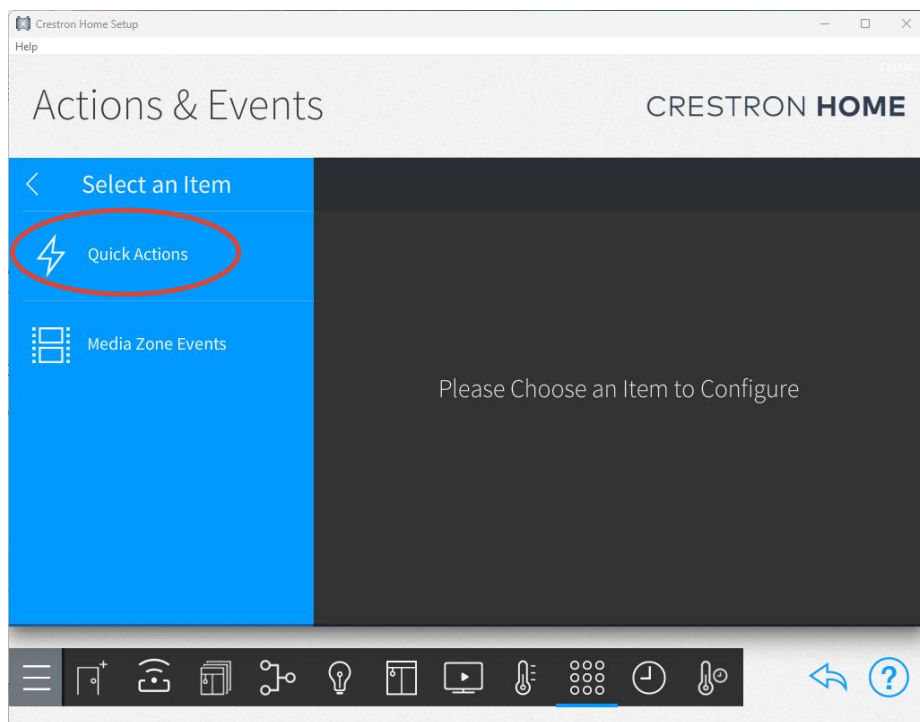 Crestron Home Setup
Help
Actions & Events
CRESTRON HOME
Select an Item
Quick Actions
Media Zone Events
Please Choose an Item to Configure
?